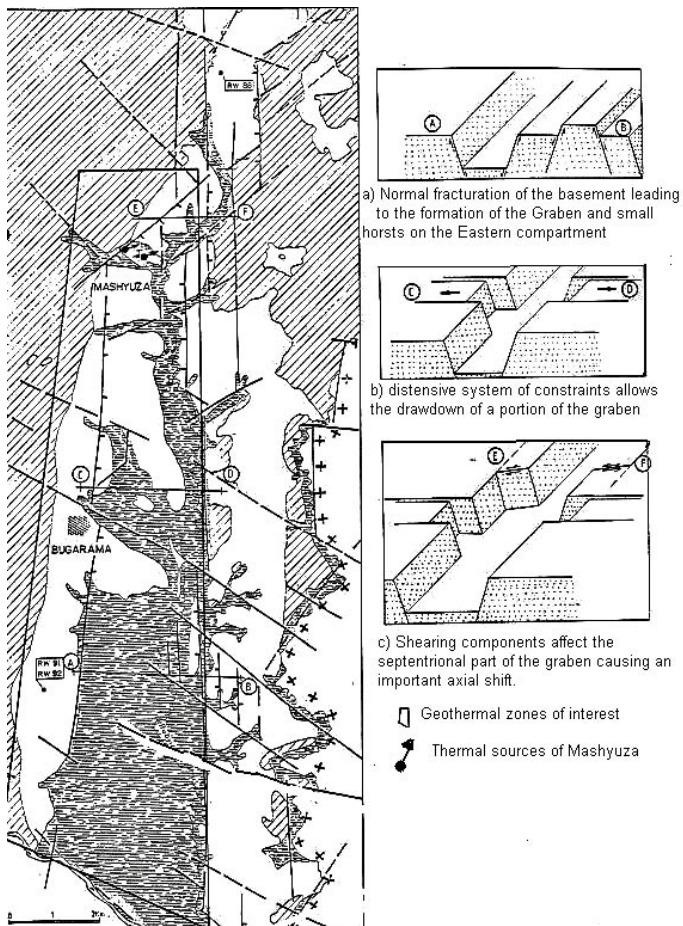 RW 86
E
F
MASHYUZA
C
D
BUGARAMA
RW 91
RW 92
A
B
0 1 2Km
A
B
a) Normal fracturation of the basement leading
to the formation of the Graben and small
horsts on the Eastern compartment
C
D
b) distensive system of constraints allows
the drawdown of a portion of the graben
E
F
c) Shearing components affect the
septentrional part of the graben causing an
important axial shift.
Geothermal zones of interest
Thermal sources of Mashyuza